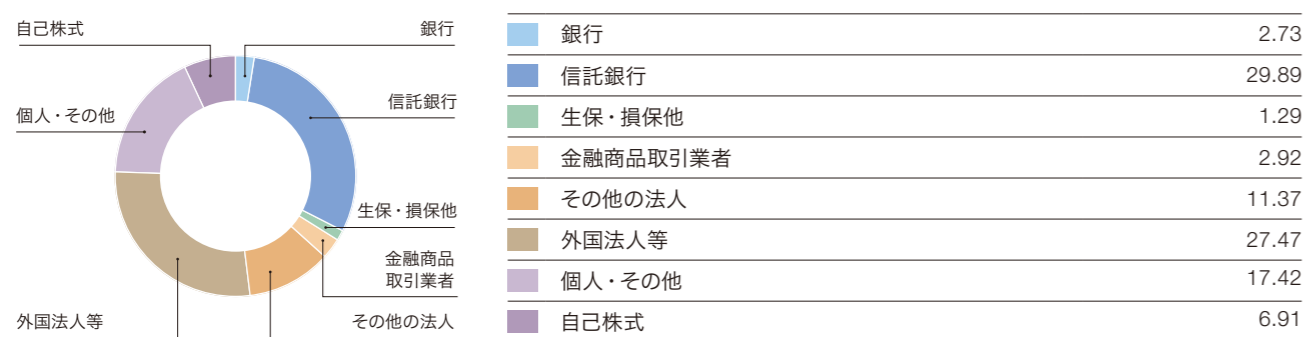 自己株式
銀行
信託銀行
個人・その他
生保・損保他
金融商品
取引業者
外国法人等
その他の法人
銀行 2.73
信託銀行 29.89
生保・損保他 1.29
金融商品取引業者 2.92
その他の法人 11.37
外国法人等 27.47
個人・その他 17.42
自己株式 6.91